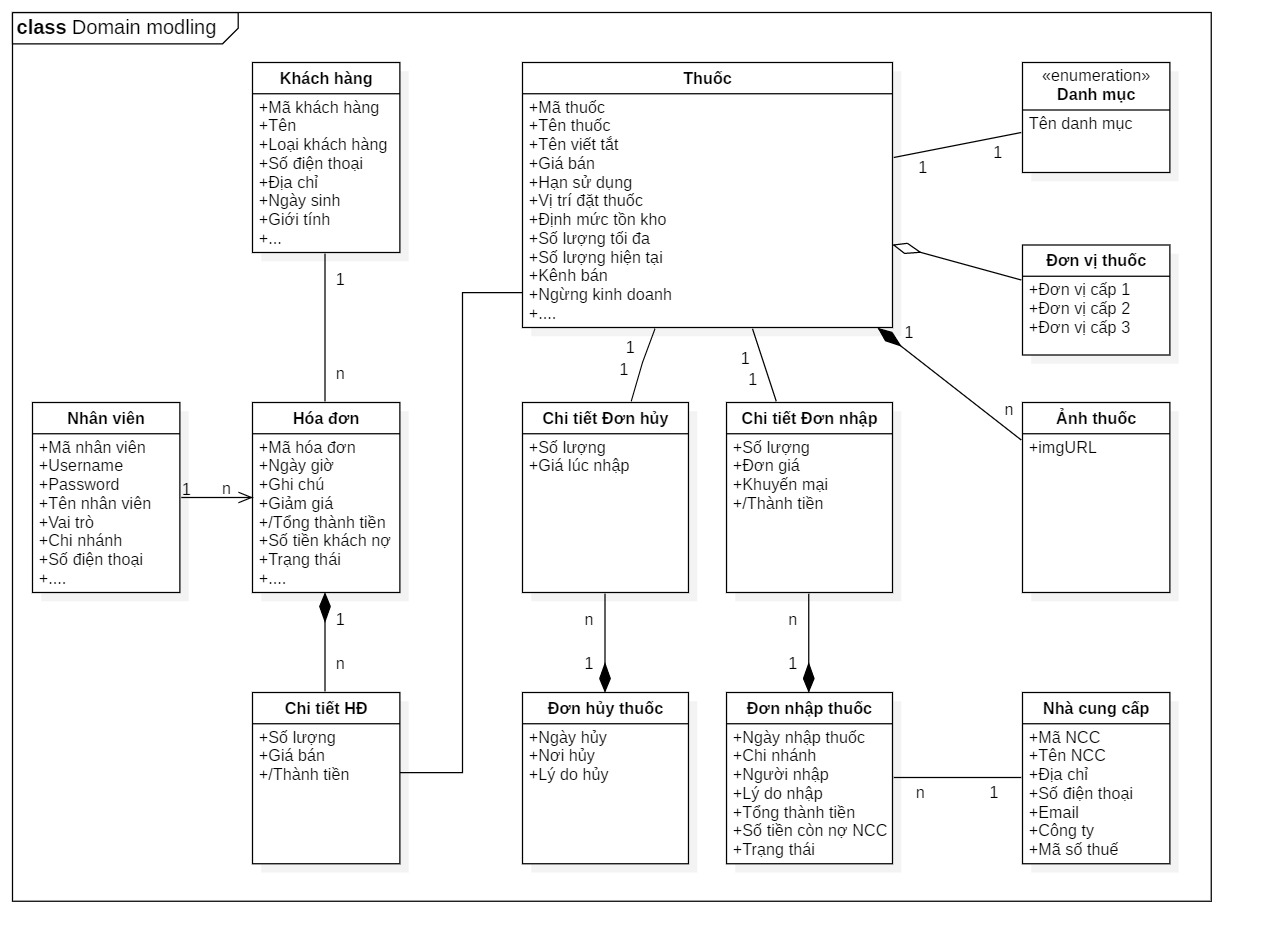 class Domain modling
Khách hàng
+Mã khách hàng
+Tên
+Loại khách hàng
+Số điện thoại
+Địa chỉ
+Ngày sinh
+Giới tính
+...
Thuốc
+Mã thuốc
+Tên thuốc
+Tên viết tắt
+Giá bán
+Hạn sử dụng
+Vị trí đặt thuốc
+Định mức tồn kho
+Số lượng tối đa
+Số lượng hiện tại
+Kênh bán
+Ngừng kinh doanh
+....
«enumeration»
Danh mục
Tên danh mục
1
1
Đơn vị thuốc
+Đơn vị cấp 1
+Đơn vị cấp 2
+Đơn vị cấp 3
1
n
1
1
1
1
1
n
Nhân viên
+Mã nhân viên
+Username
+Password
+Tên nhân viên
+Vai trò
+Chi nhánh
+Số điện thoại
+....
1
n
Hóa đơn
+Mã hóa đơn
+Ngày giờ
+Ghi chú
+Giảm giá
+/Tổng thành tiền
+Số tiền khách nợ
+Trạng thái
+....
Chi tiết Đơn hủy
+Số lượng
+Giá lúc nhập
Chi tiết Đơn nhập
+Số lượng
+Đơn giá
+Khuyến mại
+/Thành tiền
Ảnh thuốc
+imgURL
1
n
n
1
n
1
Chi tiết HĐ
+Số lượng
+Giá bán
+/Thành tiền
Đơn hủy thuốc
+Ngày hủy
+Nơi hủy
+Lý do hủy
Đơn nhập thuốc
+Ngày nhập thuốc
+Chi nhánh
+Người nhập
+Lý do nhập
+Tổng thành tiền
+Số tiền còn nợ NCC
+Trạng thái
n
1
Nhà cung cấp
+Mã NCC
+Tên NCC
+Địa chỉ
+Số điện thoại
+Email
+Công ty
+Mã số thuế